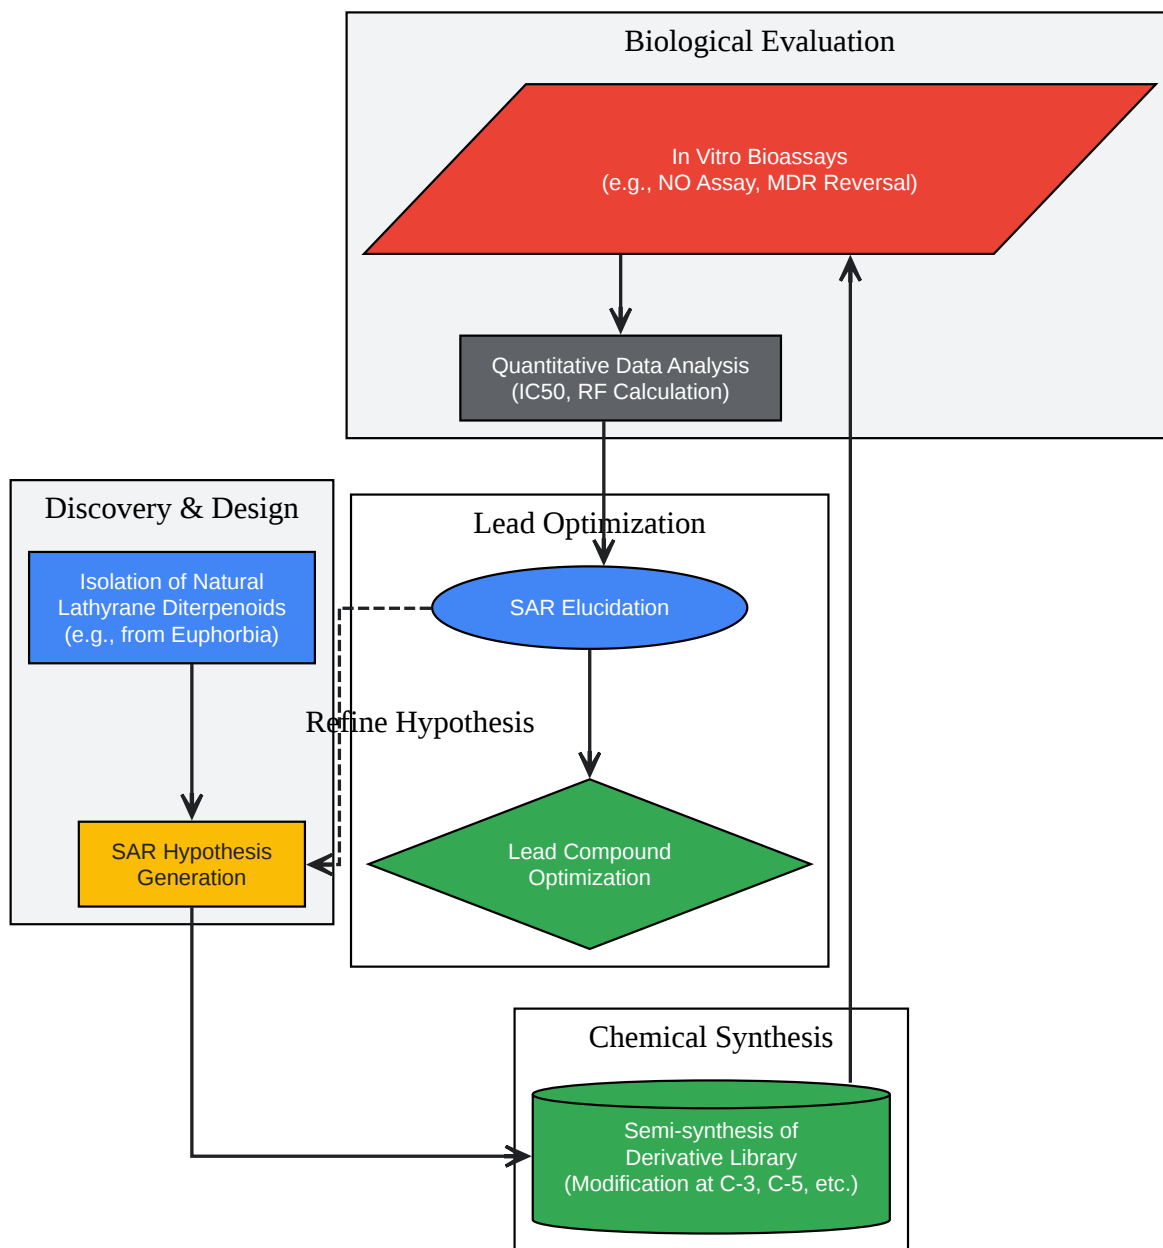 Biological Evaluation
In Vitro Bioassays
(e.g., NO Assay, MDR Reversal)
Quantitative Data Analysis
(IC50, RF Calculation)
Discovery & Design
Isolation of Natural
Lathyrane Diterpenoids
(e.g., from Euphorbia)
SAR Hypothesis
Generation
Lead Optimization
SAR Elucidation
Refine Hypothesis
Lead Compound
Optimization
Chemical Synthesis
Semi-synthesis of
Derivative Library
(Modification at C-3, C-5, etc.)